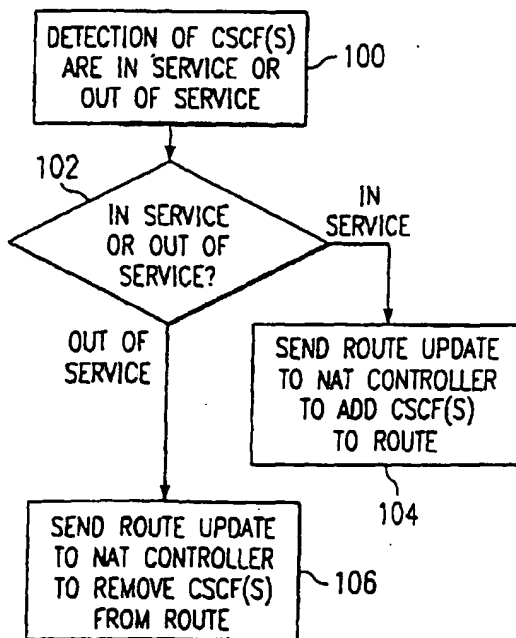 DETECTION OF CSCF(S)
ARE IN SERVICE OR
OUT OF SERVICE
100
102
IN SERVICE
OR OUT OF
SERVICE?
IN
SERVICE
OUT OF
SERVICE
SEND ROUTE UPDATE
TO NAT CONTROLLER
TO ADD CSCF(S)
TO ROUTE
104
SEND ROUTE UPDATE
TO NAT CONTROLLER
TO REMOVE CSCF(S)
FROM ROUTE
106